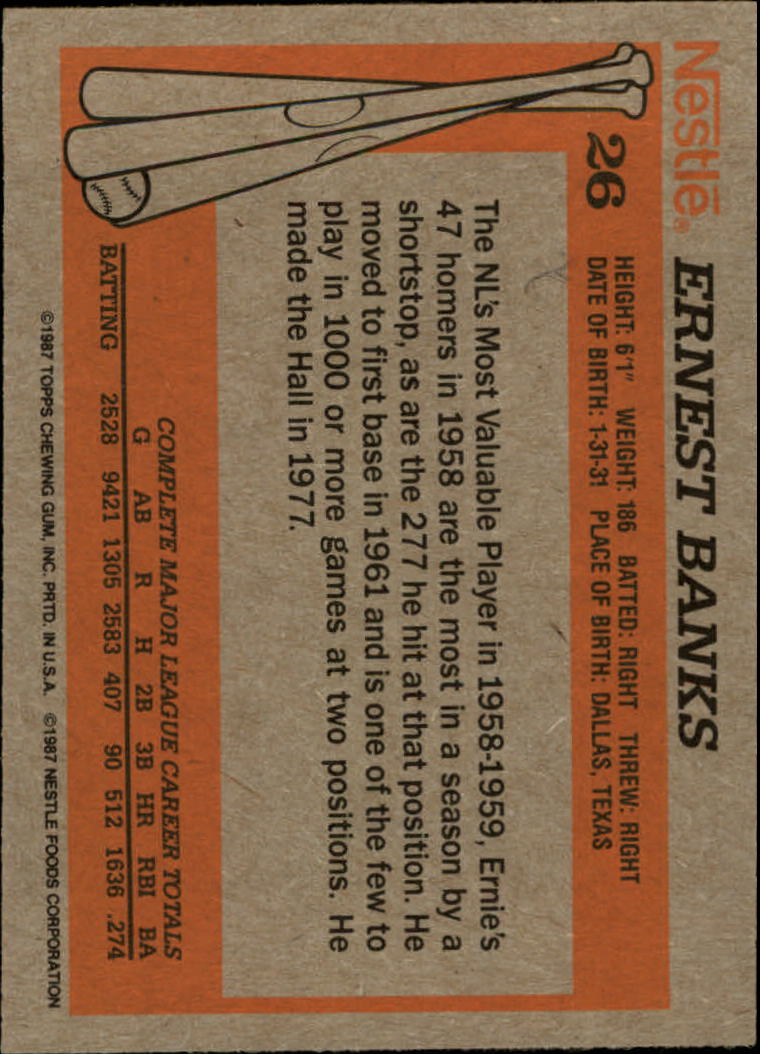 Nestlé® ERNEST BANKS
26 HEIGHT: 6'1" WEIGHT: 186 BATTED: RIGHT THREW: RIGHT
DATE OF BIRTH: 1-31-31 PLACE OF BIRTH: DALLAS, TEXAS
The NL's Most Valuable Player in 1958-1959, Ernie's
47 homers in 1958 are the most in a season by a
shortstop, as are the 277 he hit at that position. He
moved to first base in 1961 and is one of the few to
play in 1000 or more games at two positions. He
made the Hall in 1977.
COMPLETE MAJOR LEAGUE CAREER TOTALS
G AB R H 2B 3B HR RBI BA
BATTING 2528 9421 1305 2583 407 90 512 1636 .274
©1987 TOPPS CHEWING GUM, INC. PRTD. IN U.S.A. ©1987 NESTLE FOODS CORPORATION